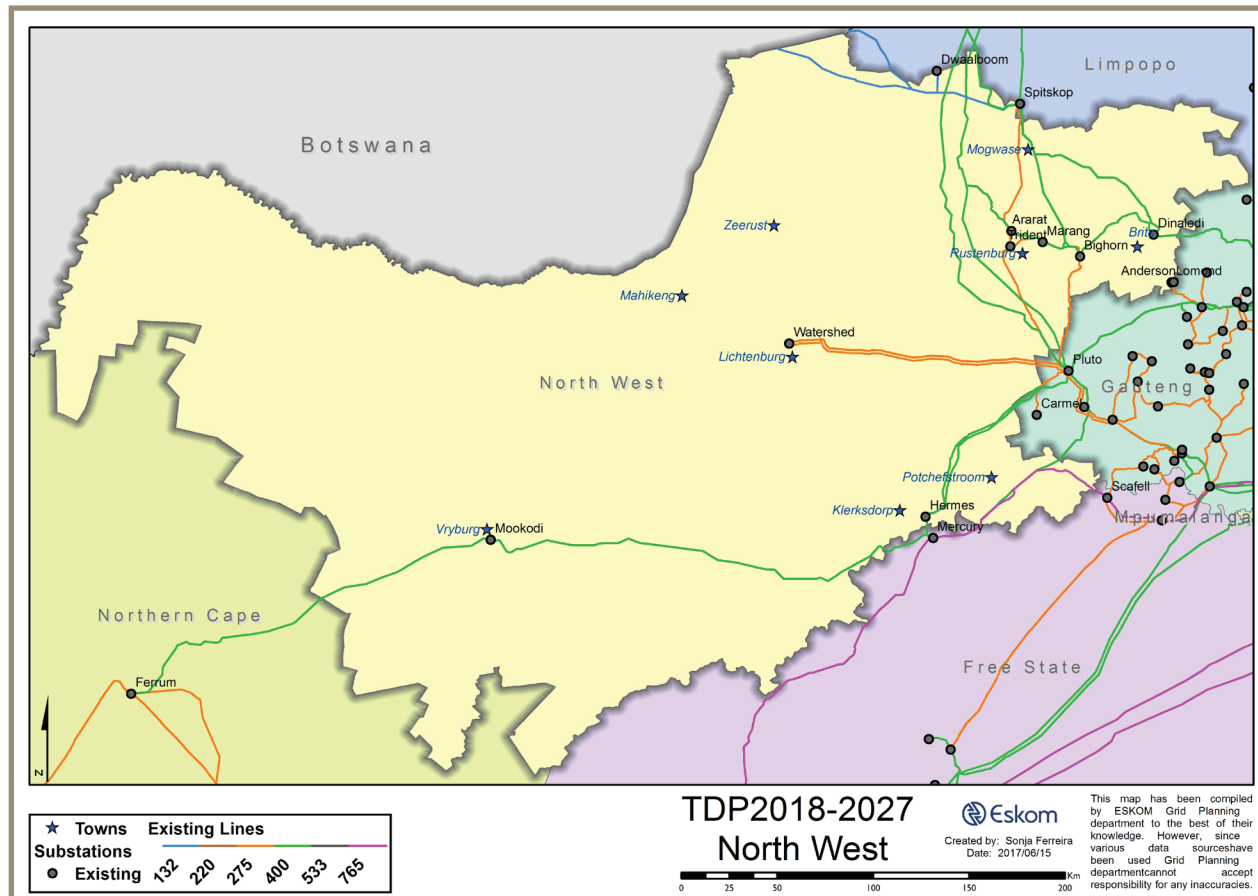 Dwaalboom
Limpopo
Spitskop
Botswana
Mogwase
Zeerust
Ararat
Trident
Marang
Dinaledi
Brits
Rustenburg
Bighorn
Anderson
Lomond
Mahikeng
Watershed
Lichtenburg
Pluto
North West
Gauteng
Carmel
Potchefstroom
Scafell
Klerksdorp
Hermes
Mpumalanga
Vryburg
Mookodi
Mercury
Northern Cape
Free State
Ferrum
N
Towns Existing Lines
Substations
Existing
132 220 275 400 533 765
TDP2018-2027
North West
Eskom
Created by: Sonja Ferreira
Date: 2017/06/15
0 25 50 100 150 200
Km
This map has been compiled
by ESKOM Grid Planning
department to the best of their
knowledge. However, since
various data sourceshave
been used Grid Planning
departmentcannot accept
responsibility for any inaccuracies.